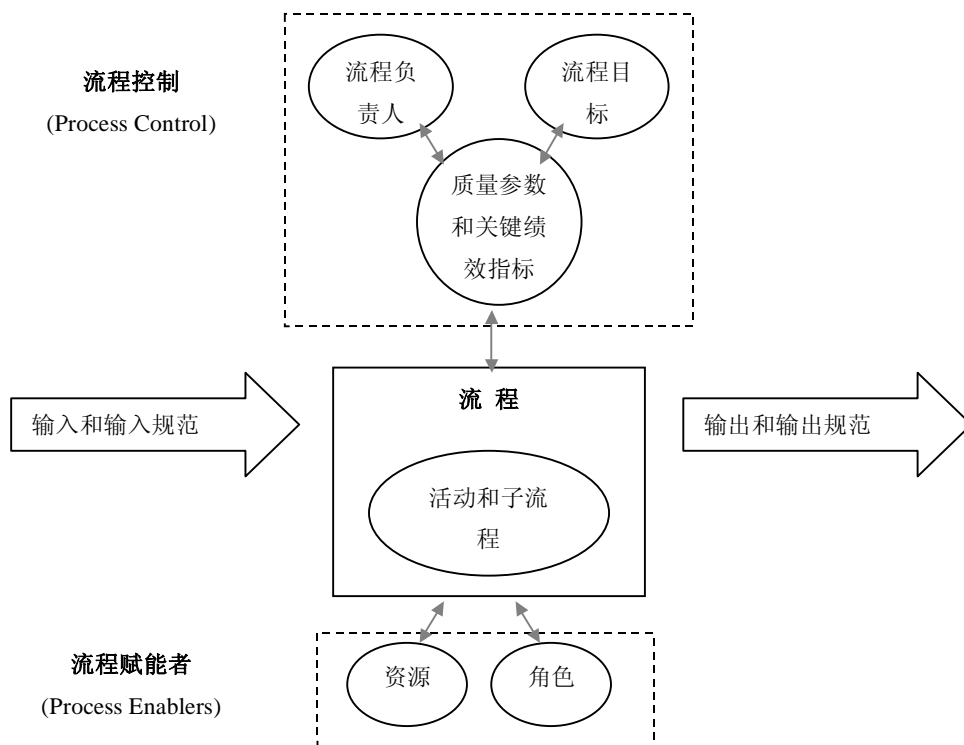 流程控制
(Process Control)
流程负
责人
流程目
标
质量参数
和关键绩
效指标
输入和输入规范
流 程
活动和子流
程
输出和输出规范
流程赋能者
(Process Enablers)
资源
角色